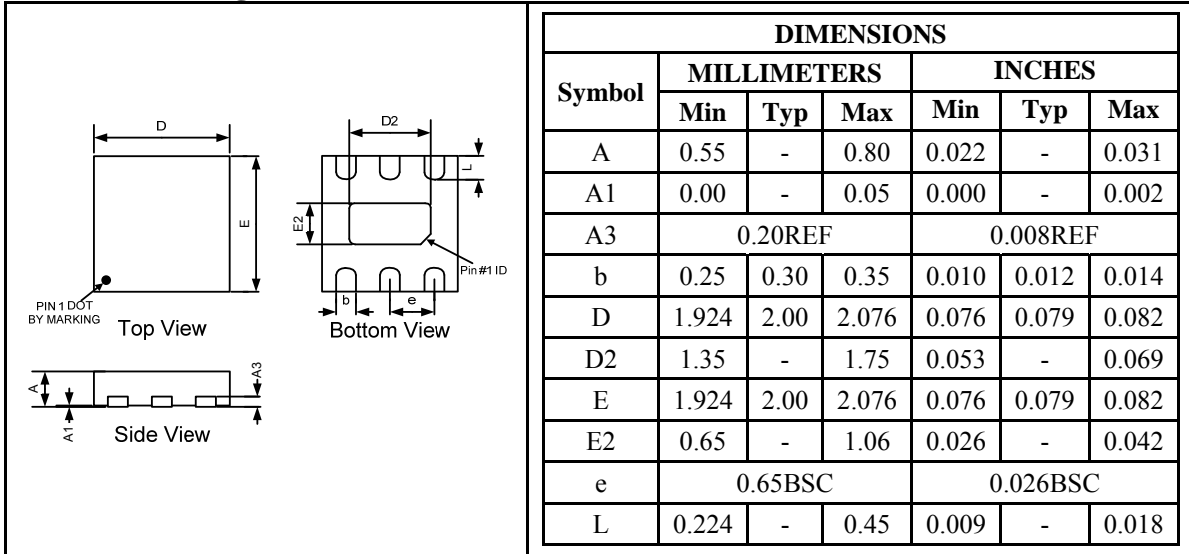 D
E
PIN 1 DOT
BY MARKING
Top View
D2
L
E2
Pin #1 ID
b
e
Bottom View
A
A1
A3
Side View
DIMENSIONS
Symbol MILLIMETERS INCHES
Min Typ Max Min Typ Max
A 0.55 - 0.80 0.022 - 0.031
A1 0.00 - 0.05 0.000 - 0.002
A3 0.20REF 0.008REF
b 0.25 0.30 0.35 0.010 0.012 0.014
D 1.924 2.00 2.076 0.076 0.079 0.082
D2 1.35 - 1.75 0.053 - 0.069
E 1.924 2.00 2.076 0.076 0.079 0.082
E2 0.65 - 1.06 0.026 - 0.042
e 0.65BSC 0.026BSC
L 0.224 - 0.45 0.009 - 0.018